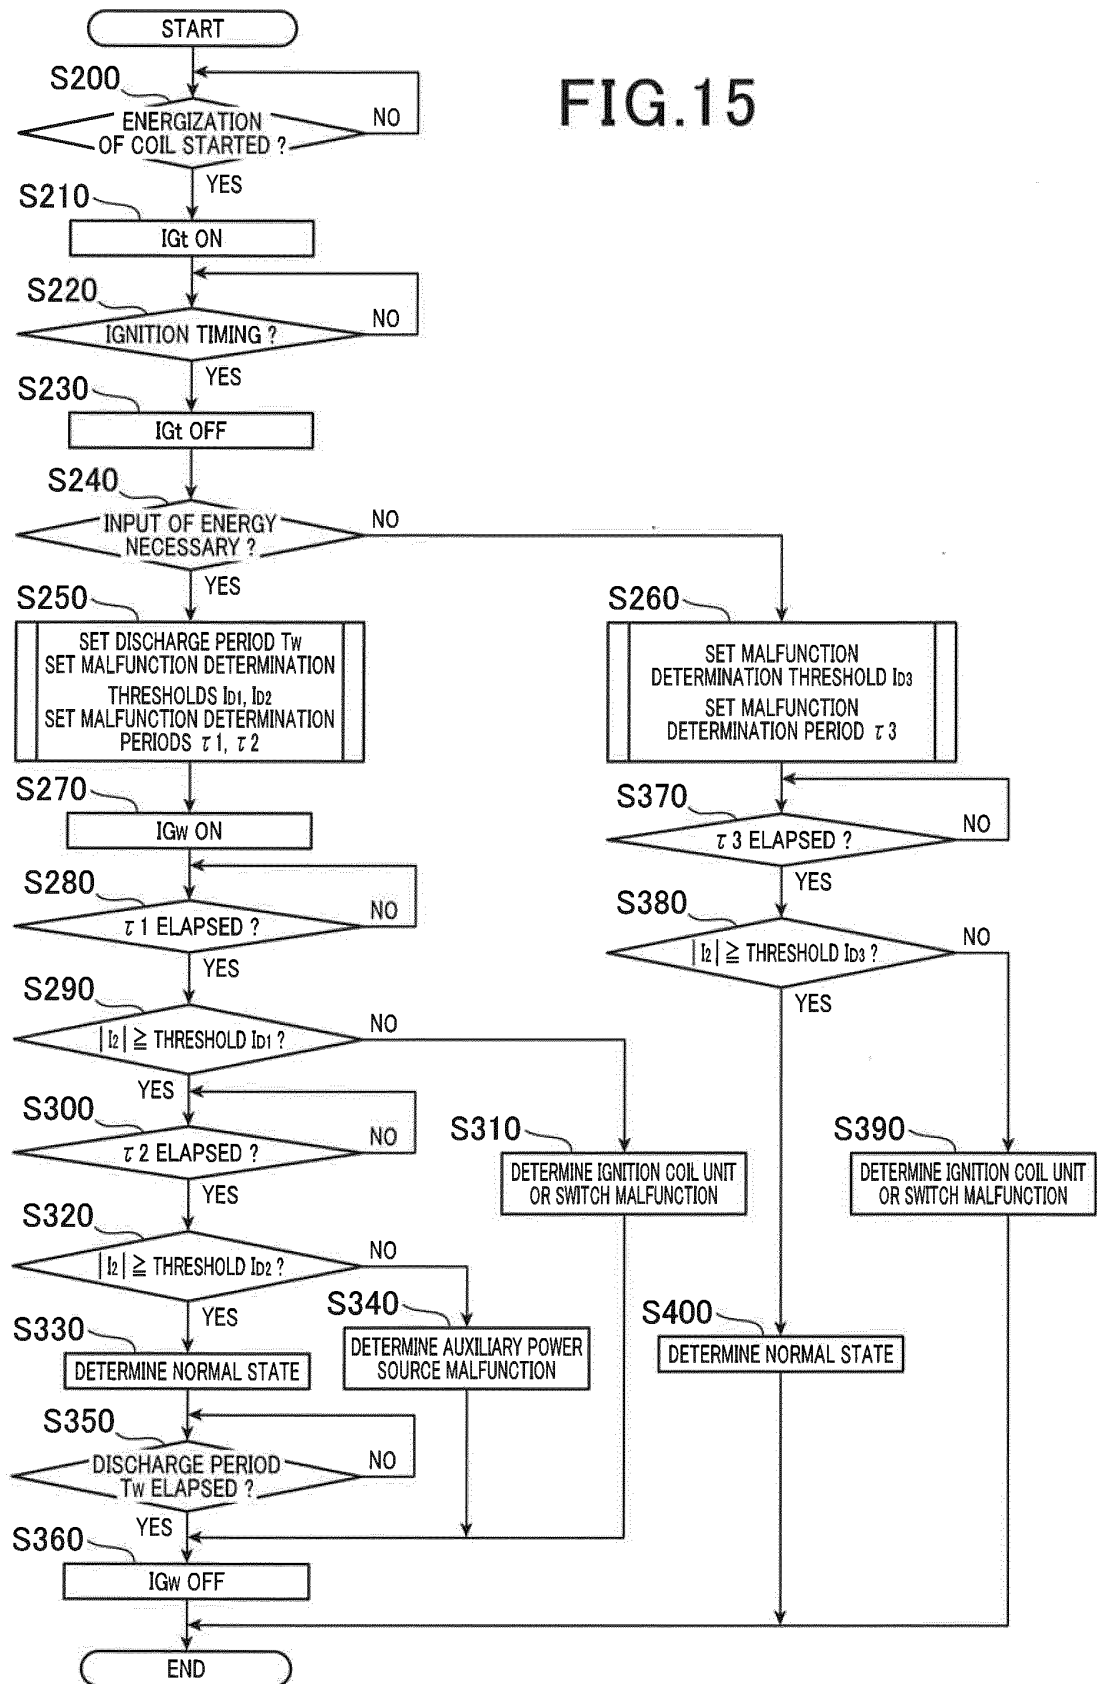 START
FIG.15
S200
ENERGIZATION
OF COIL STARTED ?
NO
YES
S210
IGt ON
S220
IGNITION TIMING ?
NO
YES
S230
IGt OFF
S240
INPUT OF ENERGY
NECESSARY ?
NO
YES
S250
SET DISCHARGE PERIOD TW
SET MALFUNCTION DETERMINATION
THRESHOLDS ID1, ID2
SET MALFUNCTION DETERMINATION
PERIODS τ1, τ2
S260
SET MALFUNCTION
DETERMINATION THRESHOLD ID3
SET MALFUNCTION
DETERMINATION PERIOD τ3
S270
IGw ON
S280
τ1 ELAPSED ?
NO
YES
S290
|I2| ≧ THRESHOLD ID1 ?
NO
YES
S300
τ2 ELAPSED ?
NO
YES
S310
DETERMINE IGNITION COIL UNIT
OR SWITCH MALFUNCTION
S320
|I2| ≧ THRESHOLD ID2 ?
NO
YES
S330
DETERMINE NORMAL STATE
S340
DETERMINE AUXILIARY POWER
SOURCE MALFUNCTION
S350
DISCHARGE PERIOD
TW ELAPSED ?
NO
YES
S360
IGw OFF
S370
τ3 ELAPSED ?
NO
YES
S380
|I2| ≧ THRESHOLD ID3 ?
NO
YES
S390
DETERMINE IGNITION COIL UNIT
OR SWITCH MALFUNCTION
S400
DETERMINE NORMAL STATE
END